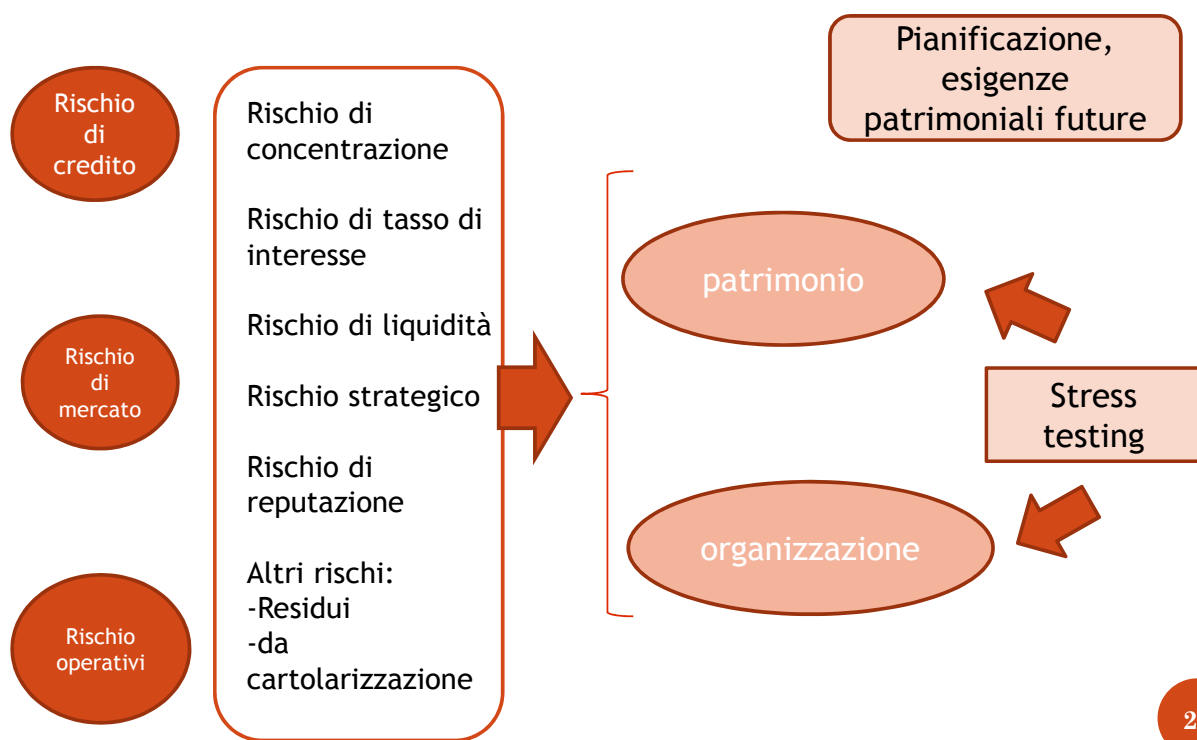 Pianificazione,
esigenze
patrimoniali future
Rischio
di
credito
Rischio
di
mercato
Rischio
operativi
Rischio di
concentrazione
Rischio di tasso di
interesse
Rischio di liquidità
Rischio strategico
Rischio di
reputazione
Altri rischi:
-Residui
-da
cartolarizzazione
patrimonio
organizzazione
Stress
testing
2